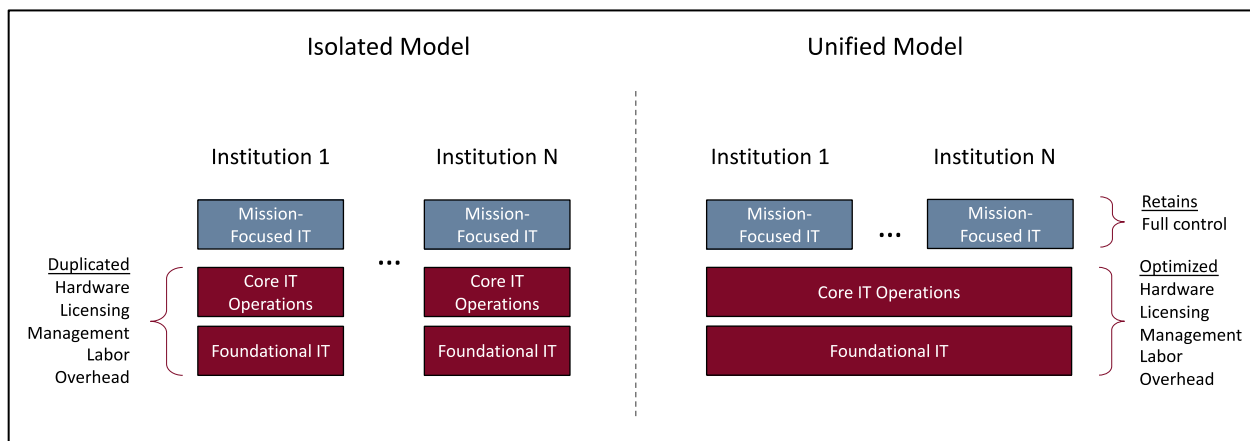 Isolated Model
Institution 1
Institution N
Mission-
Focused IT
Mission-
Focused IT
...
Duplicated
Hardware
Licensing
Management
Labor
Overhead
Core IT
Operations
Core IT
Operations
Foundational IT
Foundational IT
Unified Model
Institution 1
Institution N
Mission-
Focused IT
...
Mission-
Focused IT
Retains
Full control
Core IT Operations
Foundational IT
Optimized
Hardware
Licensing
Management
Labor
Overhead